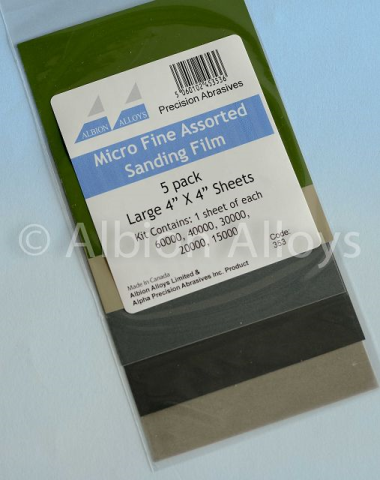 5 060102 453536
ALBION ALLOYS
Precision Abrasives
Micro Fine Assorted
Sanding Film
5 pack
Large 4" X 4" Sheets
Kit Contains: 1 sheet of each
60000, 40000, 30000,
20000, 15000
Code:
353
© Albion Alloys
Made In Canada
Albion Alloys Limited &
Alpha Precision Abrasives Inc. Product